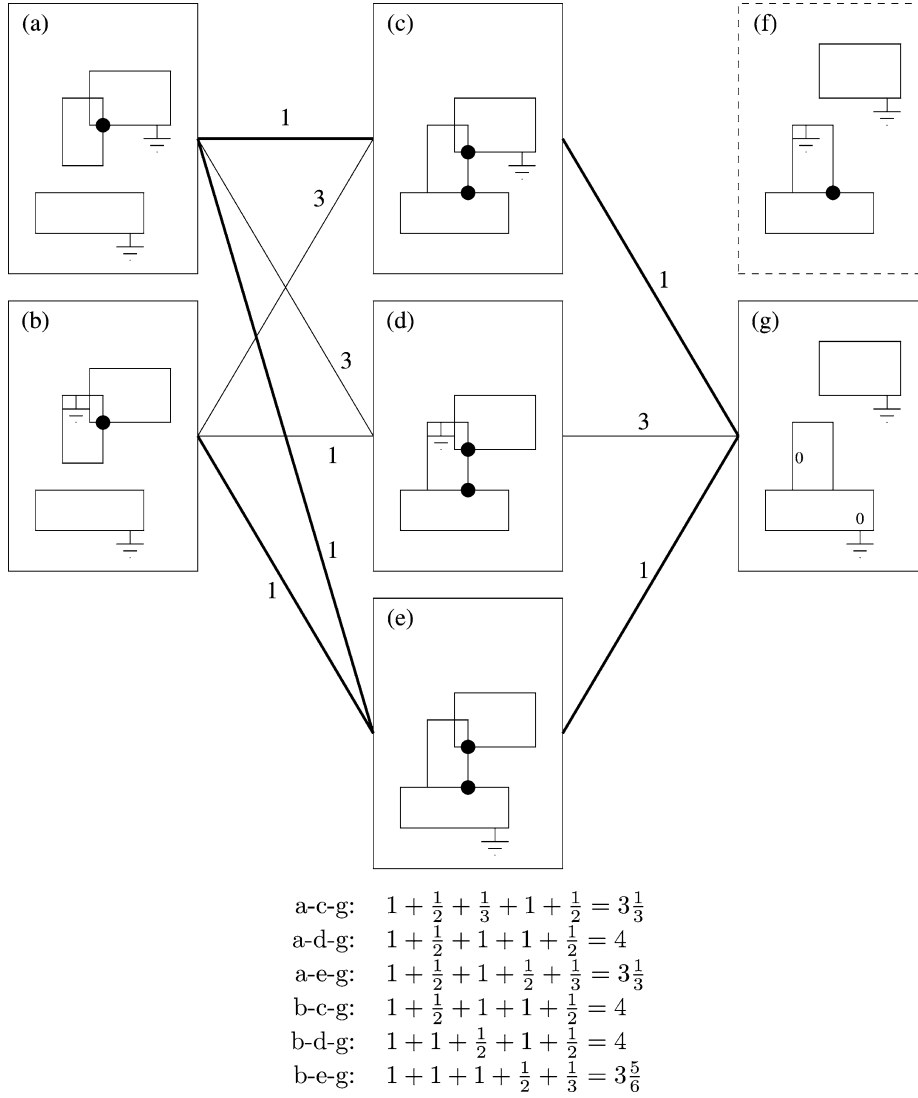 (a)
(c)
(f)
1
3
3
1
(b)
(d)
(g)
1
3
0
0
1
1
1
(e)
a-c-g: 1 + 1/2 + 1/3 + 1 + 1/2 = 3 1/3
a-d-g: 1 + 1/2 + 1 + 1 + 1/2 = 4
a-e-g: 1 + 1/2 + 1 + 1/2 + 1/3 = 3 1/3
b-c-g: 1 + 1/2 + 1 + 1 + 1/2 = 4
b-d-g: 1 + 1 + 1/2 + 1 + 1/2 = 4
b-e-g: 1 + 1 + 1 + 1/2 + 1/3 = 3 5/6